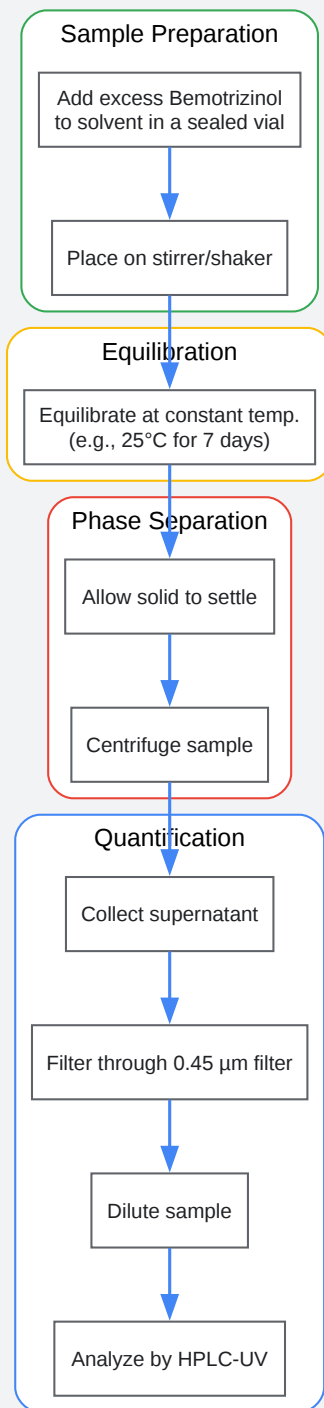 Sample Preparation
Add excess Bemotrizinol
to solvent in a sealed vial
Place on stirrer/shaker
Equilibration
Equilibrate at constant temp.
(e.g., 25°C for 7 days)
Phase Separation
Allow solid to settle
Centrifuge sample
Quantification
Collect supernatant
Filter through 0.45 µm filter
Dilute sample
Analyze by HPLC-UV